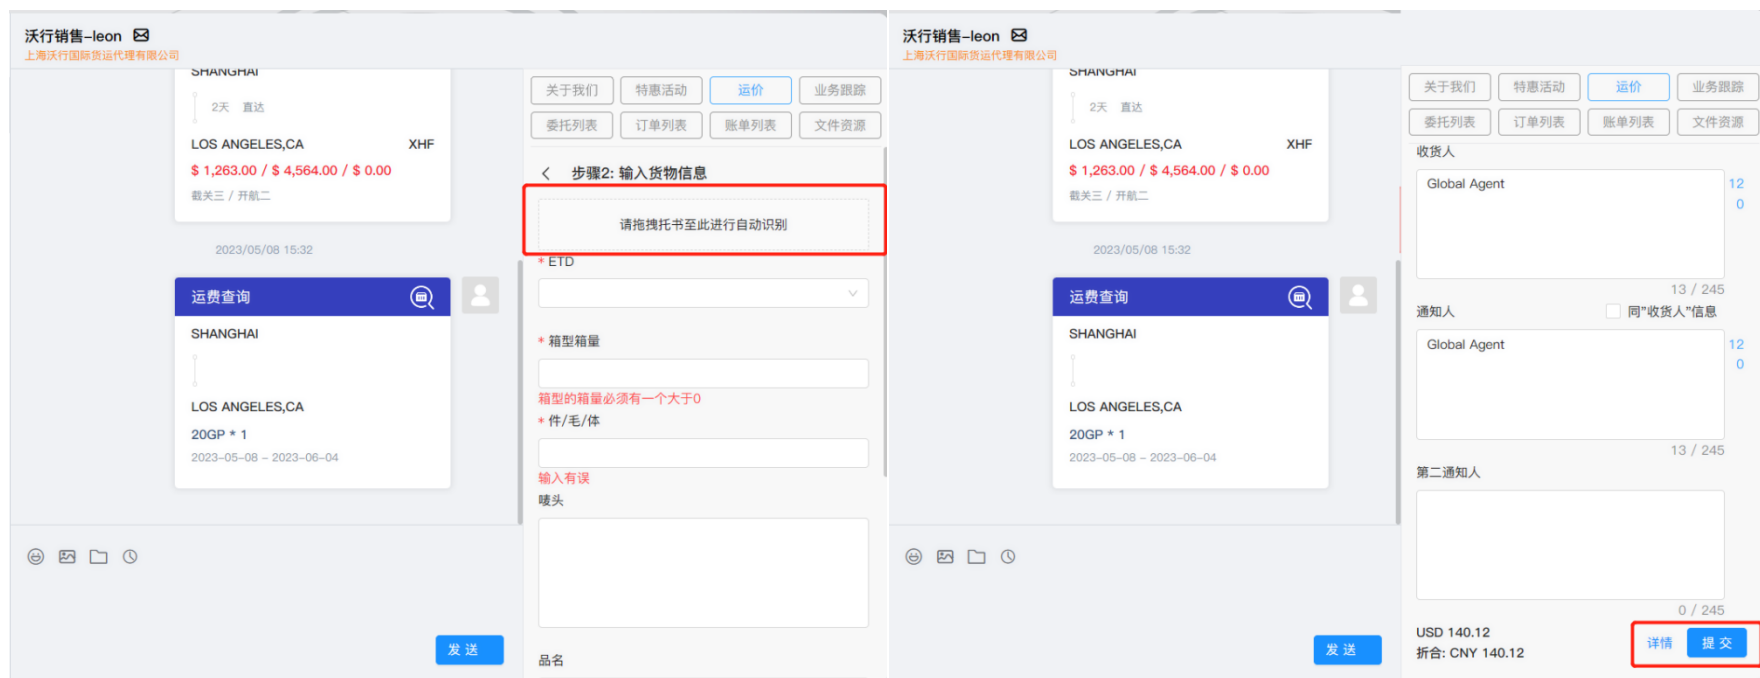 沃行销售-leon
上海沃行国际货运代理有限公司
SHANGHAI
2天 直达
LOS ANGELES,CA XHF
$ 1,263.00 / $ 4,564.00 / $ 0.00
截关三 / 开航二
2023/05/08 15:32
运费查询
SHANGHAI
LOS ANGELES,CA
20GP * 1
2023-05-08 - 2023-06-04
发 送
关于我们 特惠活动 运价 业务跟踪
委托列表 订单列表 账单列表 文件资源
步骤2: 输入货物信息
请拖拽托书至此进行自动识别
* ETD
* 箱型箱量
箱型的箱量必须有一个大于0
* 件/毛/体
输入有误
唛头
品名
沃行销售-leon
上海沃行国际货运代理有限公司
SHANGHAI
2天 直达
LOS ANGELES,CA XHF
$ 1,263.00 / $ 4,564.00 / $ 0.00
截关三 / 开航二
2023/05/08 15:32
运费查询
SHANGHAI
LOS ANGELES,CA
20GP * 1
2023-05-08 - 2023-06-04
发 送
关于我们 特惠活动 运价 业务跟踪
委托列表 订单列表 账单列表 文件资源
收货人
Global Agent 12
0
13 / 245
通知人 同"收货人"信息
Global Agent 12
0
13 / 245
第二通知人
0 / 245
USD 140.12
折合: CNY 140.12
详情 提 交